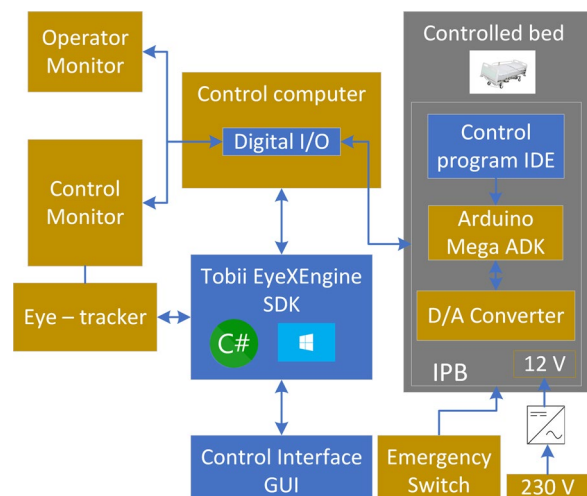 Operator
Monitor
Control computer
Digital I/O
Control
Monitor
Eye – tracker
Tobii EyeXEngine
SDK
C#
Control Interface
GUI
Controlled bed
Control
program IDE
Arduino
Mega ADK
D/A Converter
IPB
12 V
Emergency
Switch
230 V